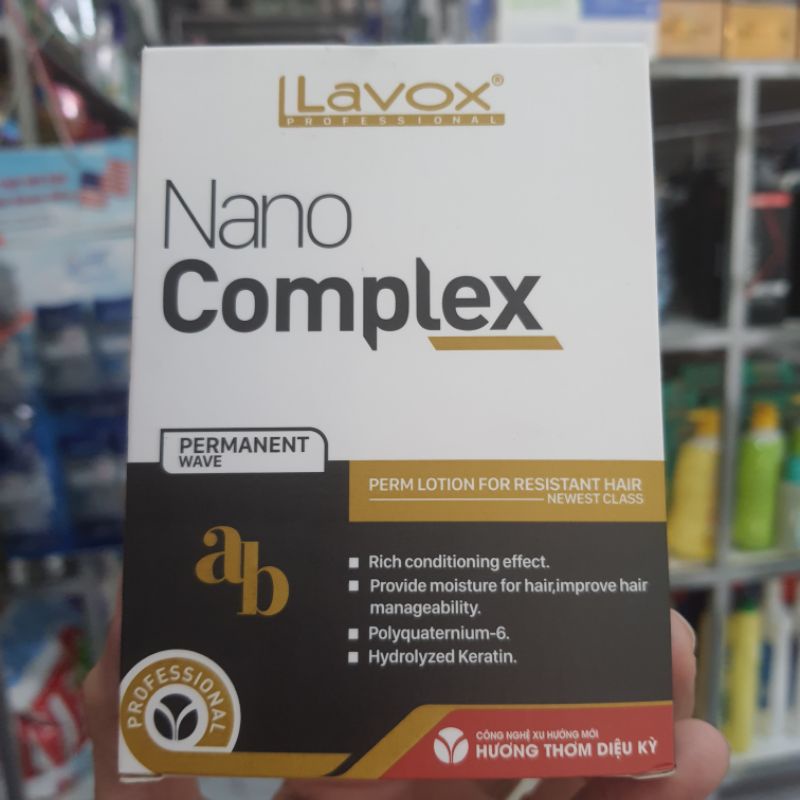 Lavox®
PROFESSIONAL
Nano
Complex
PERMANENT
WAVE
PERM LOTION FOR RESISTANT HAIR
NEWEST CLASS
ab
Rich conditioning effect.
Provide moisture for hair,improve hair
manageability.
Polyquaternium-6.
Hydrolyzed Keratin.
PROFESSIONAL
CÔNG NGHỆ XU HƯỚNG MỚI
HƯƠNG THƠM DIỆU KỲ